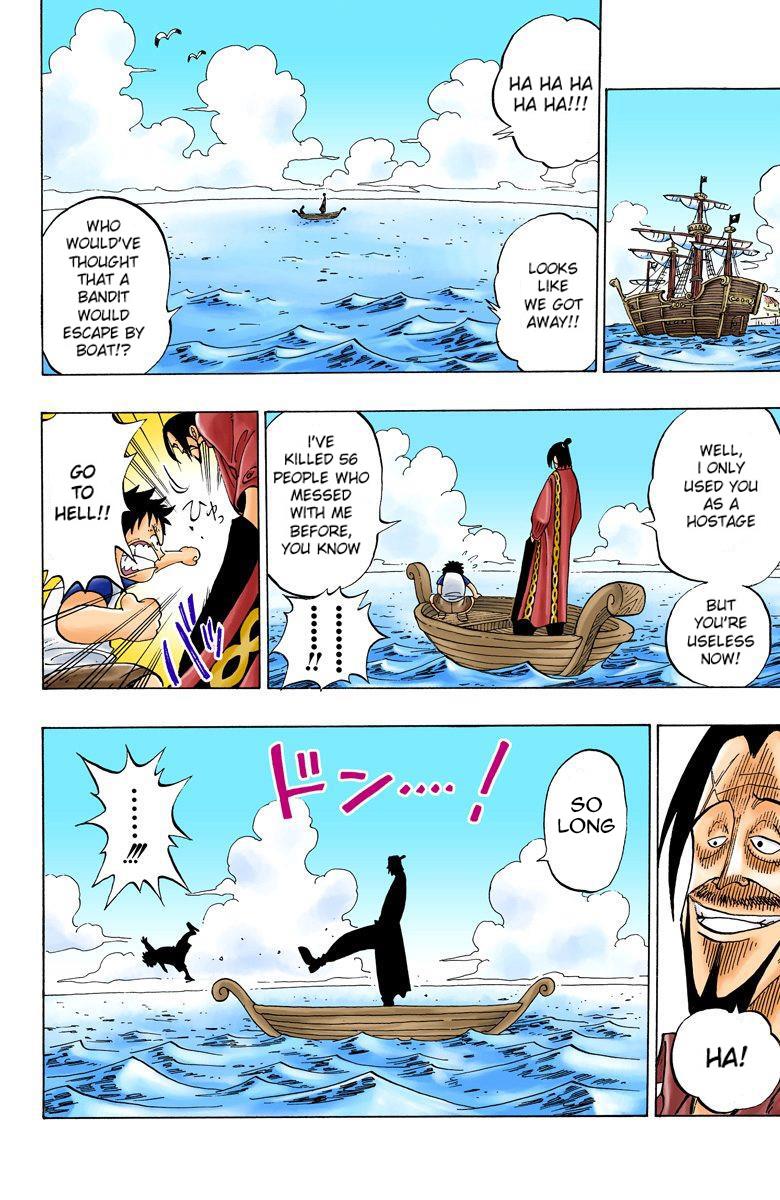 HA HA HA
HA HA!!!
LOOKS
LIKE
WE GOT
AWAY!!
WHO
WOULD'VE
THOUGHT
THAT A
BANDIT
WOULD
ESCAPE BY
BOAT!?
WELL,
I ONLY
USED YOU
AS A
HOSTAGE
BUT
YOU'RE
USELESS
NOW!
I'VE
KILLED 56
PEOPLE WHO
MESSED
WITH ME
BEFORE,
YOU KNOW
......!!
GO
TO
HELL!!
ひゅっ
バッ
HA!
SO
LONG
ドン....!
.....!!!